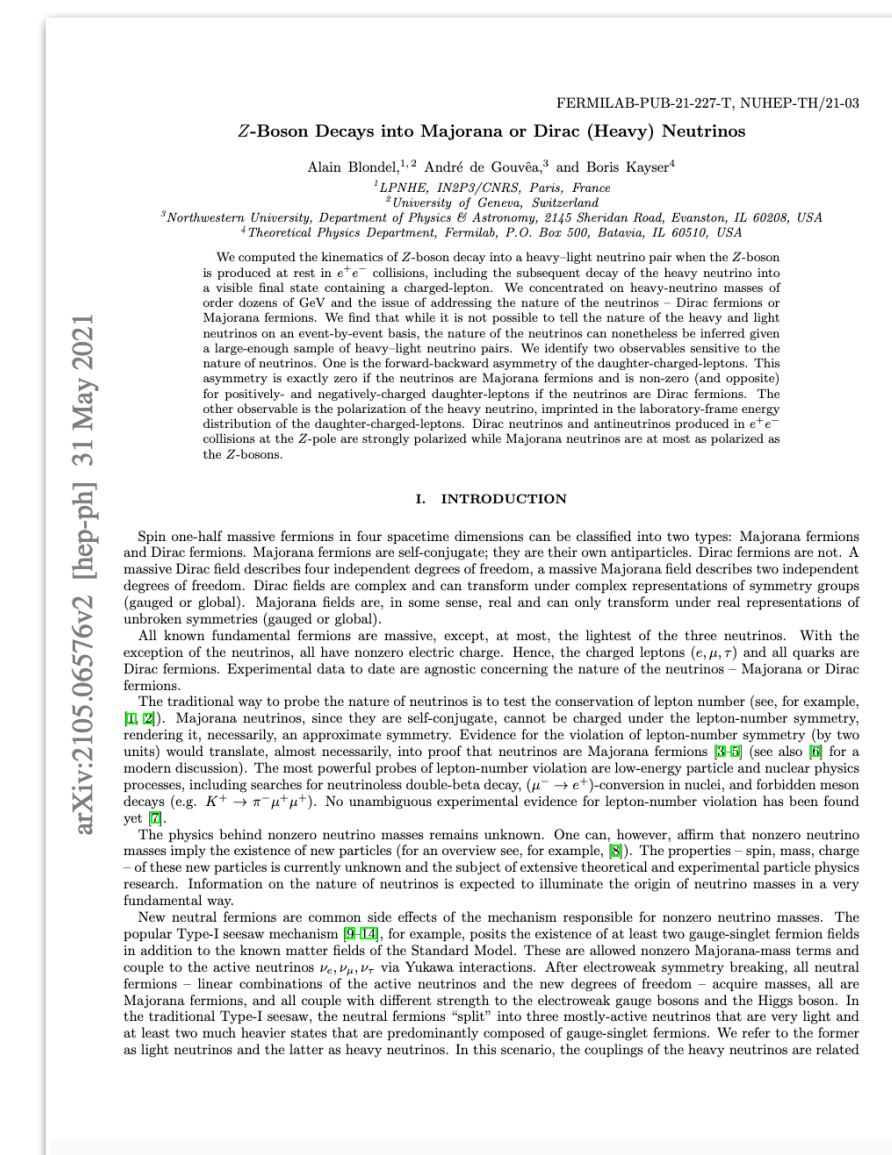 FERMILAB-PUB-21-227-T, NUHEP-TH/21-03
Z-Boson Decays into Majorana or Dirac (Heavy) Neutrinos
Alain Blondel,1, 2 André de Gouvêa,3 and Boris Kayser4
1LPNHE, IN2P3/CNRS, Paris, France
2University of Geneva, Switzerland
3Northwestern University, Department of Physics & Astronomy, 2145 Sheridan Road, Evanston, IL 60208, USA
4Theoretical Physics Department, Fermilab, P.O. Box 500, Batavia, IL 60510, USA
We computed the kinematics of Z-boson decay into a heavy–light neutrino pair when the Z-boson
is produced at rest in e+e− collisions, including the subsequent decay of the heavy neutrino into
a visible final state containing a charged-lepton. We concentrated on heavy-neutrino masses of
order dozens of GeV and the issue of addressing the nature of the neutrinos – Dirac fermions or
Majorana fermions. We find that while it is not possible to tell the nature of the heavy and light
neutrinos on an event-by-event basis, the nature of the neutrinos can nonetheless be inferred given
a large-enough sample of heavy–light neutrino pairs. We identify two observables sensitive to the
nature of neutrinos. One is the forward-backward asymmetry of the daughter-charged-leptons. This
asymmetry is exactly zero if the neutrinos are Majorana fermions and is non-zero (and opposite)
for positively- and negatively-charged daughter-leptons if the neutrinos are Dirac fermions. The
other observable is the polarization of the heavy neutrino, imprinted in the laboratory-frame energy
distribution of the daughter-charged-leptons. Dirac neutrinos and antineutrinos produced in e+e−
collisions at the Z-pole are strongly polarized while Majorana neutrinos are at most as polarized as
the Z-bosons.
I. INTRODUCTION
Spin one-half massive fermions in four spacetime dimensions can be classified into two types: Majorana fermions
and Dirac fermions. Majorana fermions are self-conjugate; they are their own antiparticles. Dirac fermions are not. A
massive Dirac field describes four independent degrees of freedom, a massive Majorana field describes two independent
degrees of freedom. Dirac fields are complex and can transform under complex representations of symmetry groups
(gauged or global). Majorana fields are, in some sense, real and can only transform under real representations of
unbroken symmetries (gauged or global).
All known fundamental fermions are massive, except, at most, the lightest of the three neutrinos. With the
exception of the neutrinos, all have nonzero electric charge. Hence, the charged leptons (e, μ, τ) and all quarks are
Dirac fermions. Experimental data to date are agnostic concerning the nature of the neutrinos – Majorana or Dirac
fermions.
The traditional way to probe the nature of neutrinos is to test the conservation of lepton number (see, for example,
[1, 2]). Majorana neutrinos, since they are self-conjugate, cannot be charged under the lepton-number symmetry,
rendering it, necessarily, an approximate symmetry. Evidence for the violation of lepton-number symmetry (by two
units) would translate, almost necessarily, into proof that neutrinos are Majorana fermions [3–5] (see also [6] for a
modern discussion). The most powerful probes of lepton-number violation are low-energy particle and nuclear physics
processes, including searches for neutrinoless double-beta decay, (μ− → e+)-conversion in nuclei, and forbidden meson
decays (e.g. K+ → π−μ+μ+). No unambiguous experimental evidence for lepton-number violation has been found
yet [7].
The physics behind nonzero neutrino masses remains unknown. One can, however, affirm that nonzero neutrino
masses imply the existence of new particles (for an overview see, for example, [8]). The properties – spin, mass, charge
– of these new particles is currently unknown and the subject of extensive theoretical and experimental particle physics
research. Information on the nature of neutrinos is expected to illuminate the origin of neutrino masses in a very
fundamental way.
New neutral fermions are common side effects of the mechanism responsible for nonzero neutrino masses. The
popular Type-I seesaw mechanism [9–14], for example, posits the existence of at least two gauge-singlet fermion fields
in addition to the known matter fields of the Standard Model. These are allowed nonzero Majorana-mass terms and
couple to the active neutrinos νe, νμ, ντ via Yukawa interactions. After electroweak symmetry breaking, all neutral
fermions – linear combinations of the active neutrinos and the new degrees of freedom – acquire masses, all are
Majorana fermions, and all couple with different strength to the electroweak gauge bosons and the Higgs boson. In
the traditional Type-I seesaw, the neutral fermions “split” into three mostly-active neutrinos that are very light and
at least two much heavier states that are predominantly composed of gauge-singlet fermions. We refer to the former
as light neutrinos and the latter as heavy neutrinos. In this scenario, the couplings of the heavy neutrinos are related
arXiv:2105.06576v2 [hep-ph] 31 May 2021